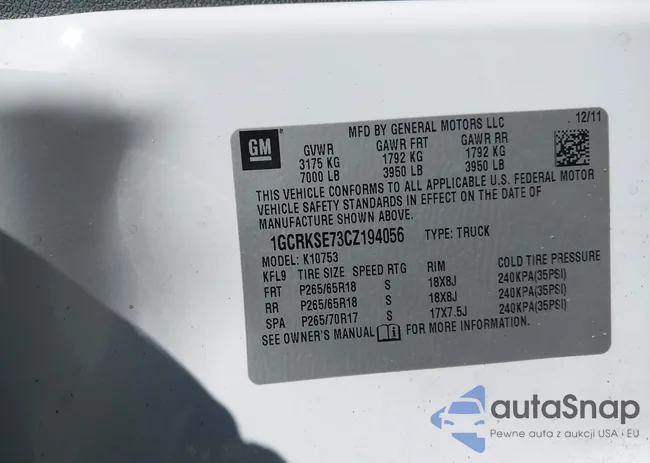 MFD BY GENERAL MOTORS LLC 12/11
GM GVWR GAWR FRT GAWR RR
3175 KG 1792 KG 1792 KG
7000 LB 3950 LB 3950 LB
THIS VEHICLE CONFORMS TO ALL APPLICABLE U.S. FEDERAL MOTOR
VEHICLE SAFETY STANDARDS IN EFFECT ON THE DATE OF
MANUFACTURE SHOWN ABOVE.
1GCRKSE73CZ194056 TYPE: TRUCK
MODEL: K10753
KFL9 TIRE SIZE SPEED RTG RIM COLD TIRE PRESSURE
FRT P265/65R18 S 18X8J 240KPA(35PSI)
RR P265/65R18 S 18X8J 240KPA(35PSI)
SPA P265/70R17 S 17X7.5J 240KPA(35PSI)
SEE OWNER'S MANUAL FOR MORE INFORMATION.
autaSnap
Pewne auta z aukcji USA i EU